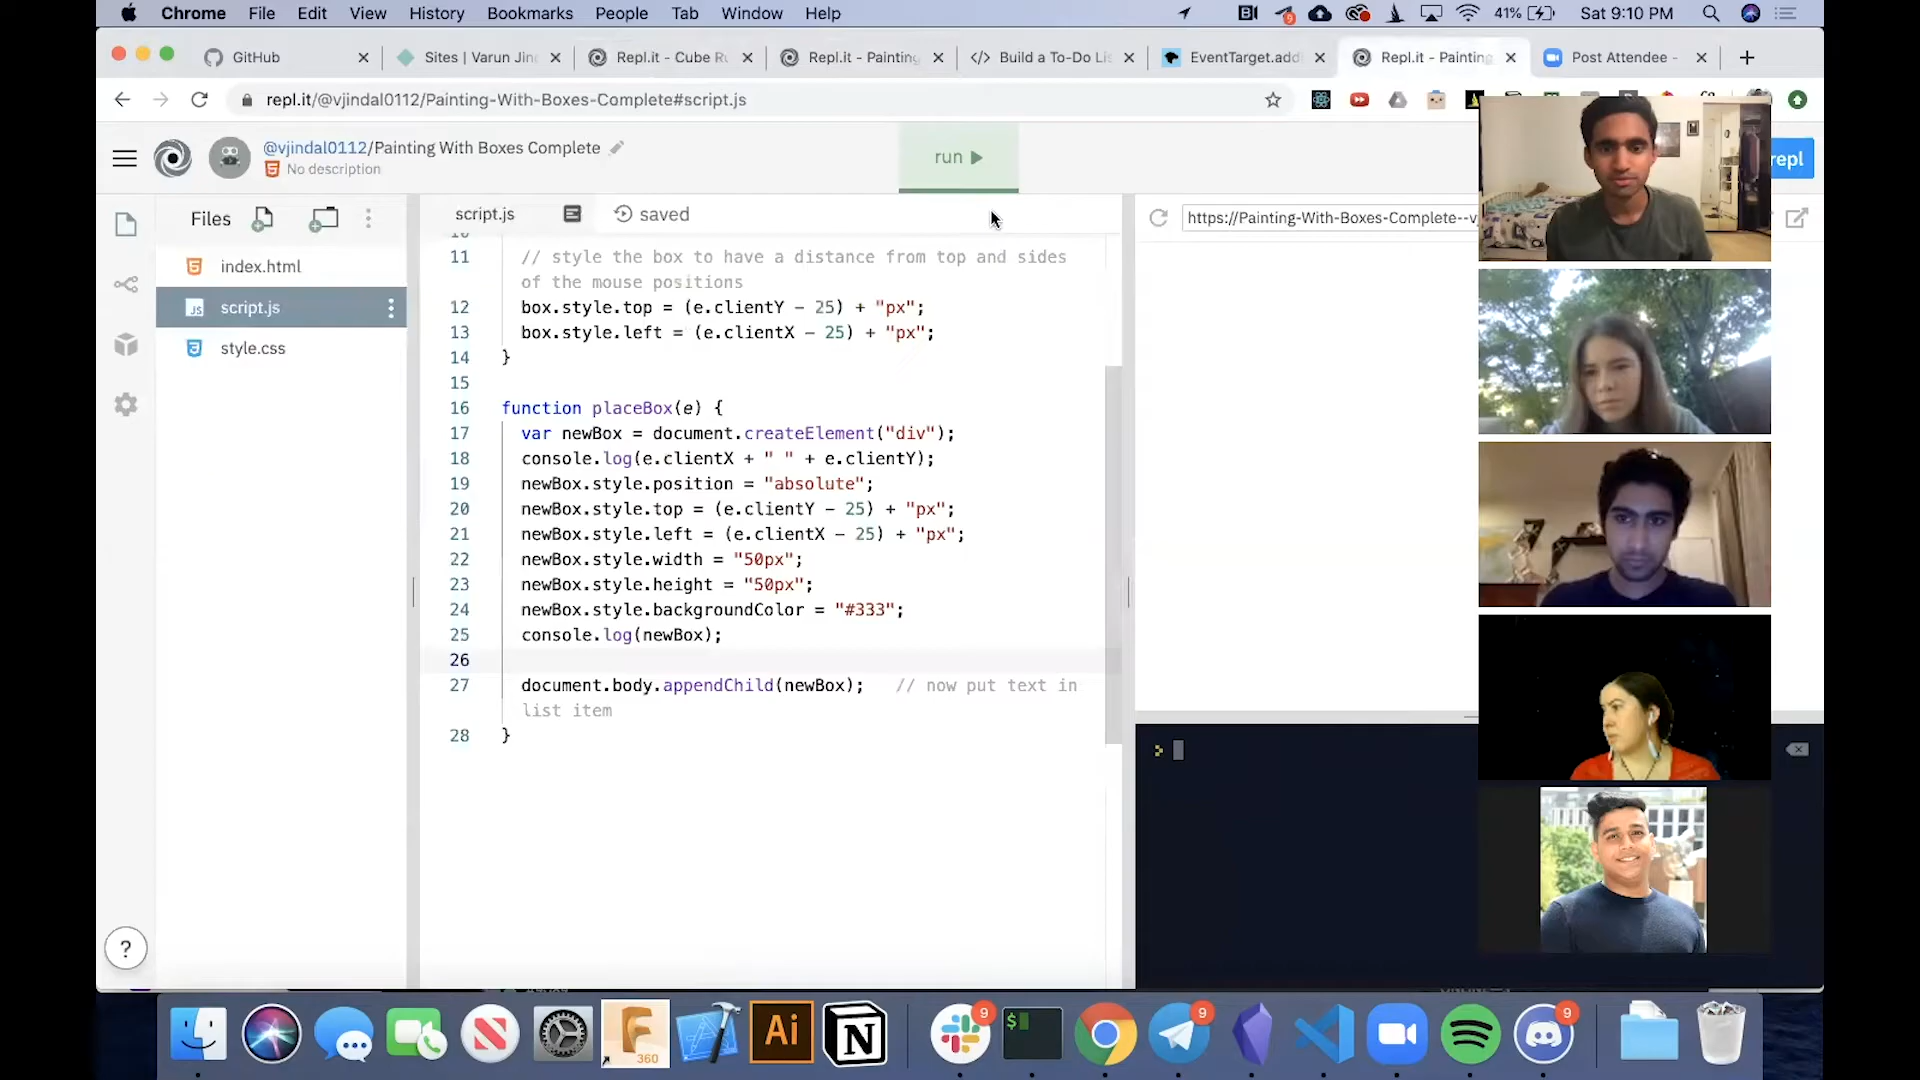 Chrome File Edit View History Bookmarks People Tab Window Help
41% Sat 9:10 PM
GitHub
Sites | Varun Jin
Repl.it - Cube Ru
Repl.it - Painting
</> Build a To-Do Lis
EventTarget.add
Repl.it - Painting
Post Attendee -
repl.it/@vjindal0112/Painting-With-Boxes-Complete#script.js
@vjindal0112/Painting With Boxes Complete
No description
run
repl
Files
script.js
saved
https://Painting-With-Boxes-Complete--v
index.html
script.js
style.css
10
11 // style the box to have a distance from top and sides
of the mouse positions
12 box.style.top = (e.clientY - 25) + "px";
13 box.style.left = (e.clientX - 25) + "px";
14 }
15
16 function placeBox(e) {
17 var newBox = document.createElement("div");
18 console.log(e.clientX + " " + e.clientY);
19 newBox.style.position = "absolute";
20 newBox.style.top = (e.clientY - 25) + "px";
21 newBox.style.left = (e.clientX - 25) + "px";
22 newBox.style.width = "50px";
23 newBox.style.height = "50px";
24 newBox.style.backgroundColor = "#333";
25 console.log(newBox);
26
27 document.body.appendChild(newBox); // now put text in
list item
28 }
>
?
F
360
Ai
N
9
$
9
9